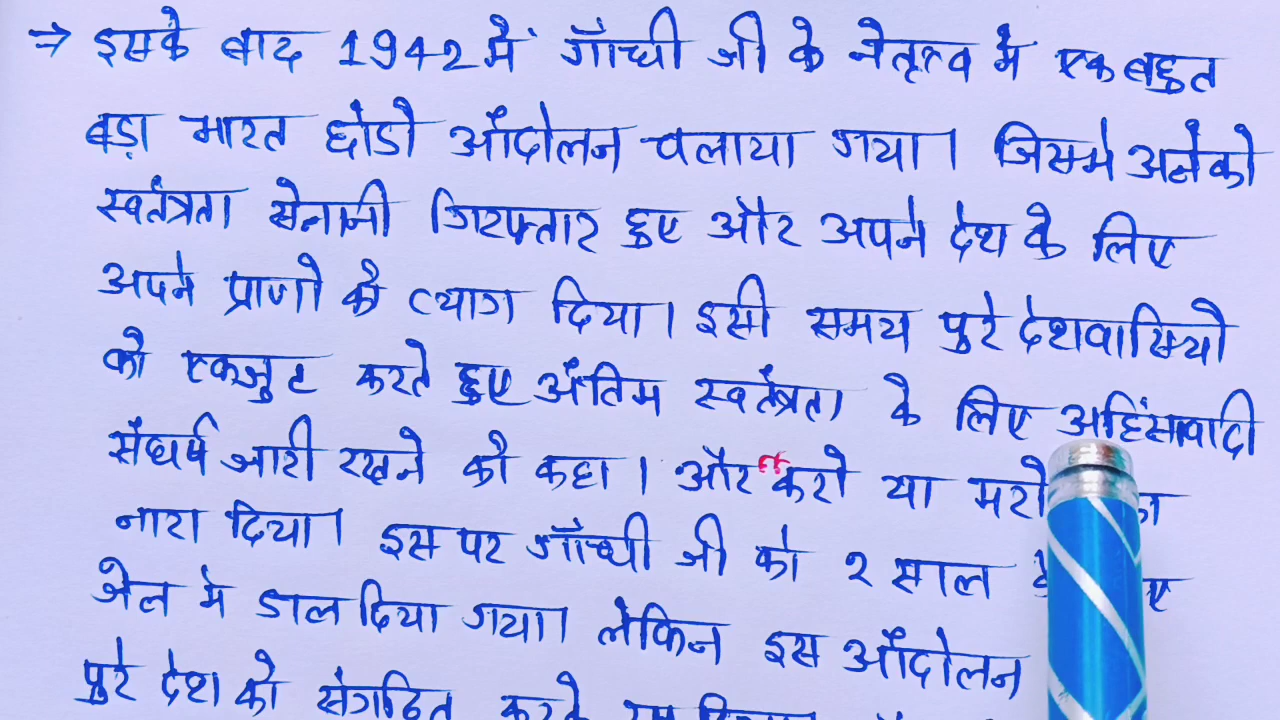 ⇒ इसके बाद 1942 में गाँधी जी के नेतृत्व मे एक बहुत
बड़ा भारत छोडो आँदोलन चलाया गया। जिसमे अनेको
स्वतंत्रता सेनानी गिरफ्तार हुए और अपने देश के लिए
अपने प्राणो को त्याग दिया। इसी समय पुरे देशवासियो
को एकजुट करते हुए अंतिम स्वतंत्रता के लिए अहिंसावादी
संघर्ष जारी रखने को कहा। और "करो या मरो
नारा दिया। इस पर गाँधी जी को 2 साल
जेल मे डाल दिया गया। लेकिन इस आँदोलन
पुरे देश को संगठित करके